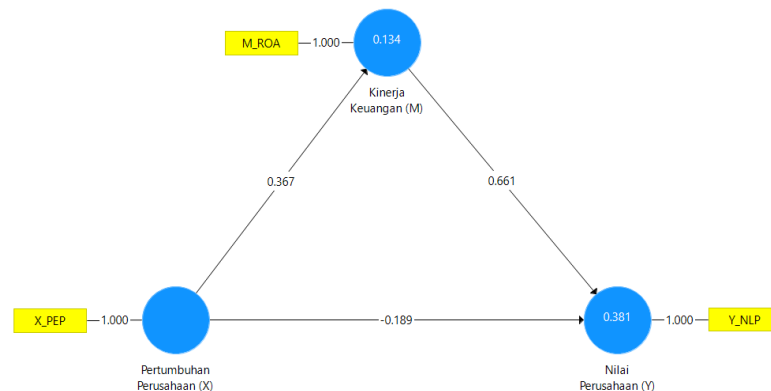 M_ROA
1.000
0.134
Kinerja
Keuangan (M)
0.367
0.661
X_PEP
1.000
-0.189
0.381
1.000
Y_NLP
Pertumbuhan
Perusahaan (X)
Nilai
Perusahaan (Y)